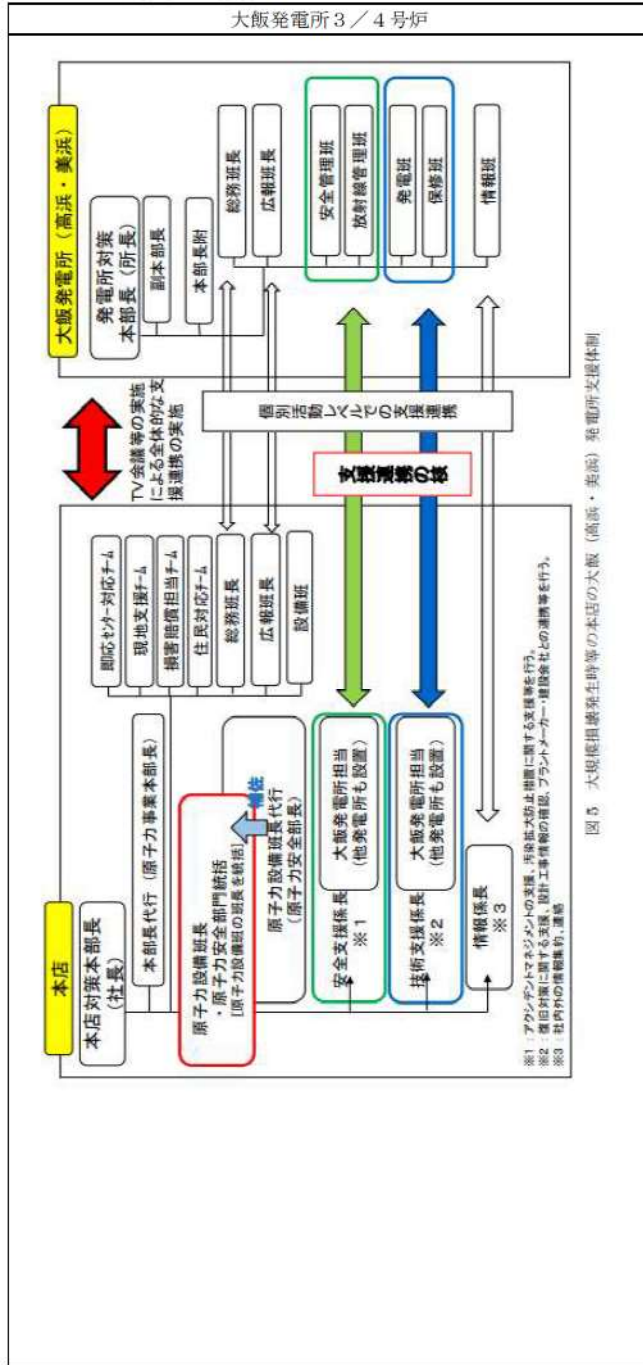 大飯発電所３／４号炉
本店
本店対策本部長
(社長)
本部長代行（原子力事業本部長）
即応センター対応チーム
現地支援チーム
損害賠償担当チーム
住民対応チーム
総務班長
広報班長
設備班
原子力設備班長
・原子力安全部門統括
[原子力設備班の班長を統括]
補佐
原子力設備班長代行
(原子力安全部長)
安全支援係長
※１
大飯発電所担当
(他発電所も設置)
技術支援係長
※２
大飯発電所担当
(他発電所も設置)
情報係長
※３
※１：アクシデントマネジメントの支援、汚染拡大防止措置に関する支援等を行う。
※２：復旧対策に関する支援、設計工事情報の確認、プラントメーカー・建設会社との連携等を行う。
※３：社内外の情報集約、連絡
TV会議等の実施
による全体的な支
援連携の実施
個別活動レベルでの支援連携
支援連携の核
大飯発電所（高浜・美浜）
発電所対策
本部長（所長）
副本部長
本部長附
総務班長
広報班長
安全管理班
放射線管理班
発電班
保修班
情報班
図５　大規模損壊発生時等の本店の大飯（高浜・美浜）発電所支援体制